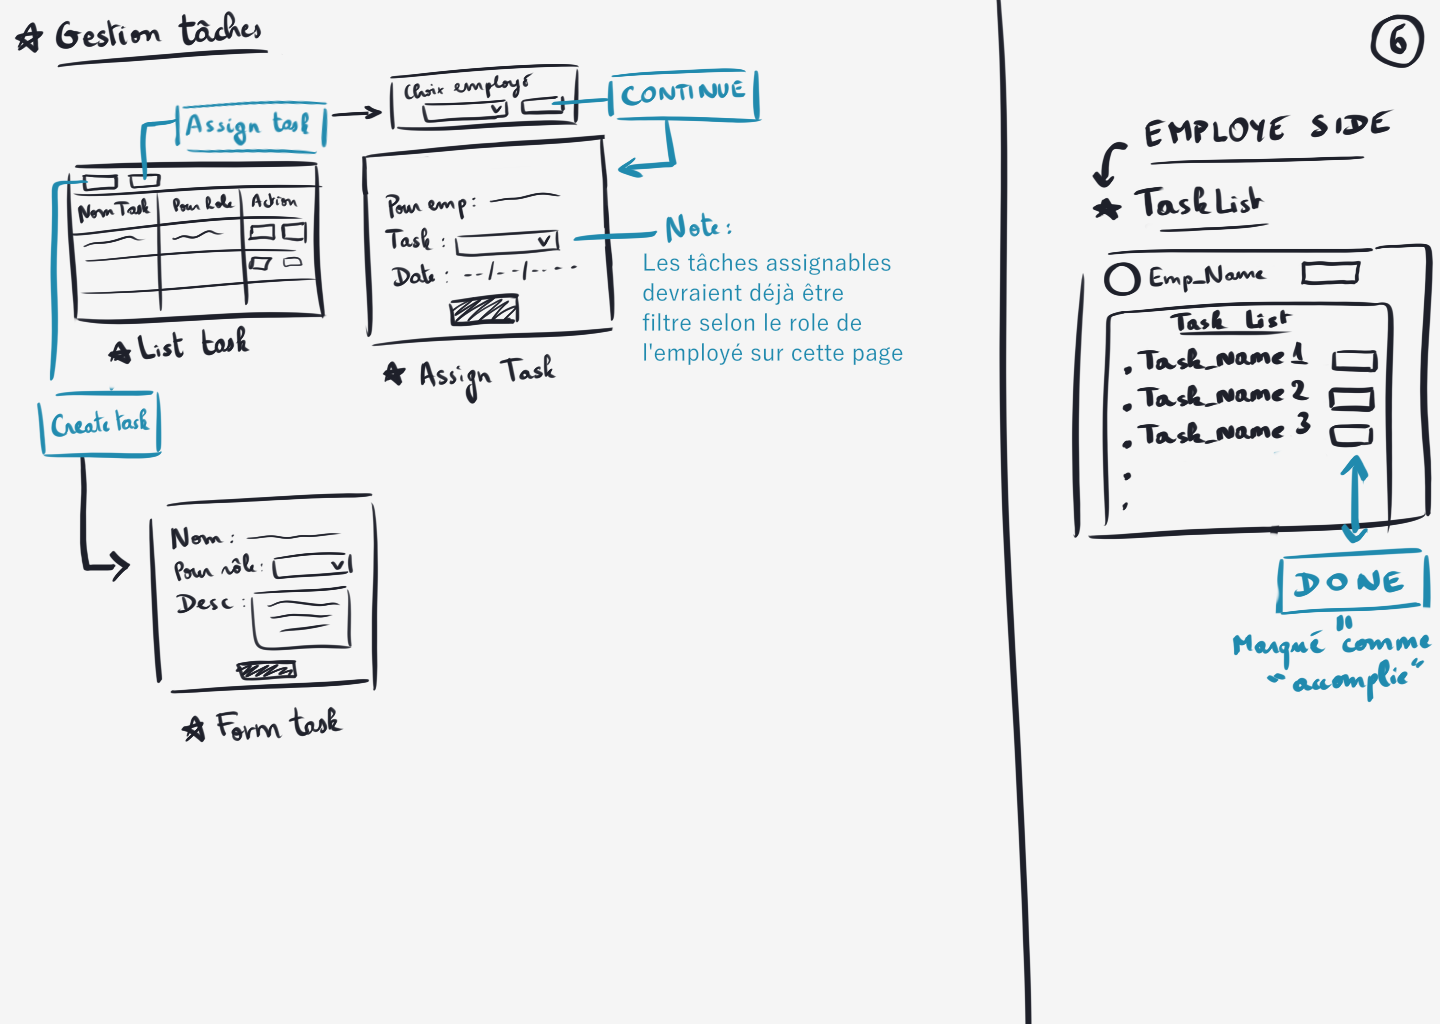 Gestion tâches
6
Choix employé
CONTINUE
Assign task
Nom Task
Pour Role
Action
List task
Pour emp :
Task :
Date : --/--/----
Assign Task
Note :
Les tâches assignables
devraient déjà être
filtre selon le role de
l'employé sur cette page
Create task
Nom :
Pour rôle :
Desc :
Form task
EMPLOYE SIDE
Task List
Emp_Name
Task List
. Task_Name 1
. Task_Name 2
. Task_Name 3
.
.
DONE
Marqué comme
"accomplie"